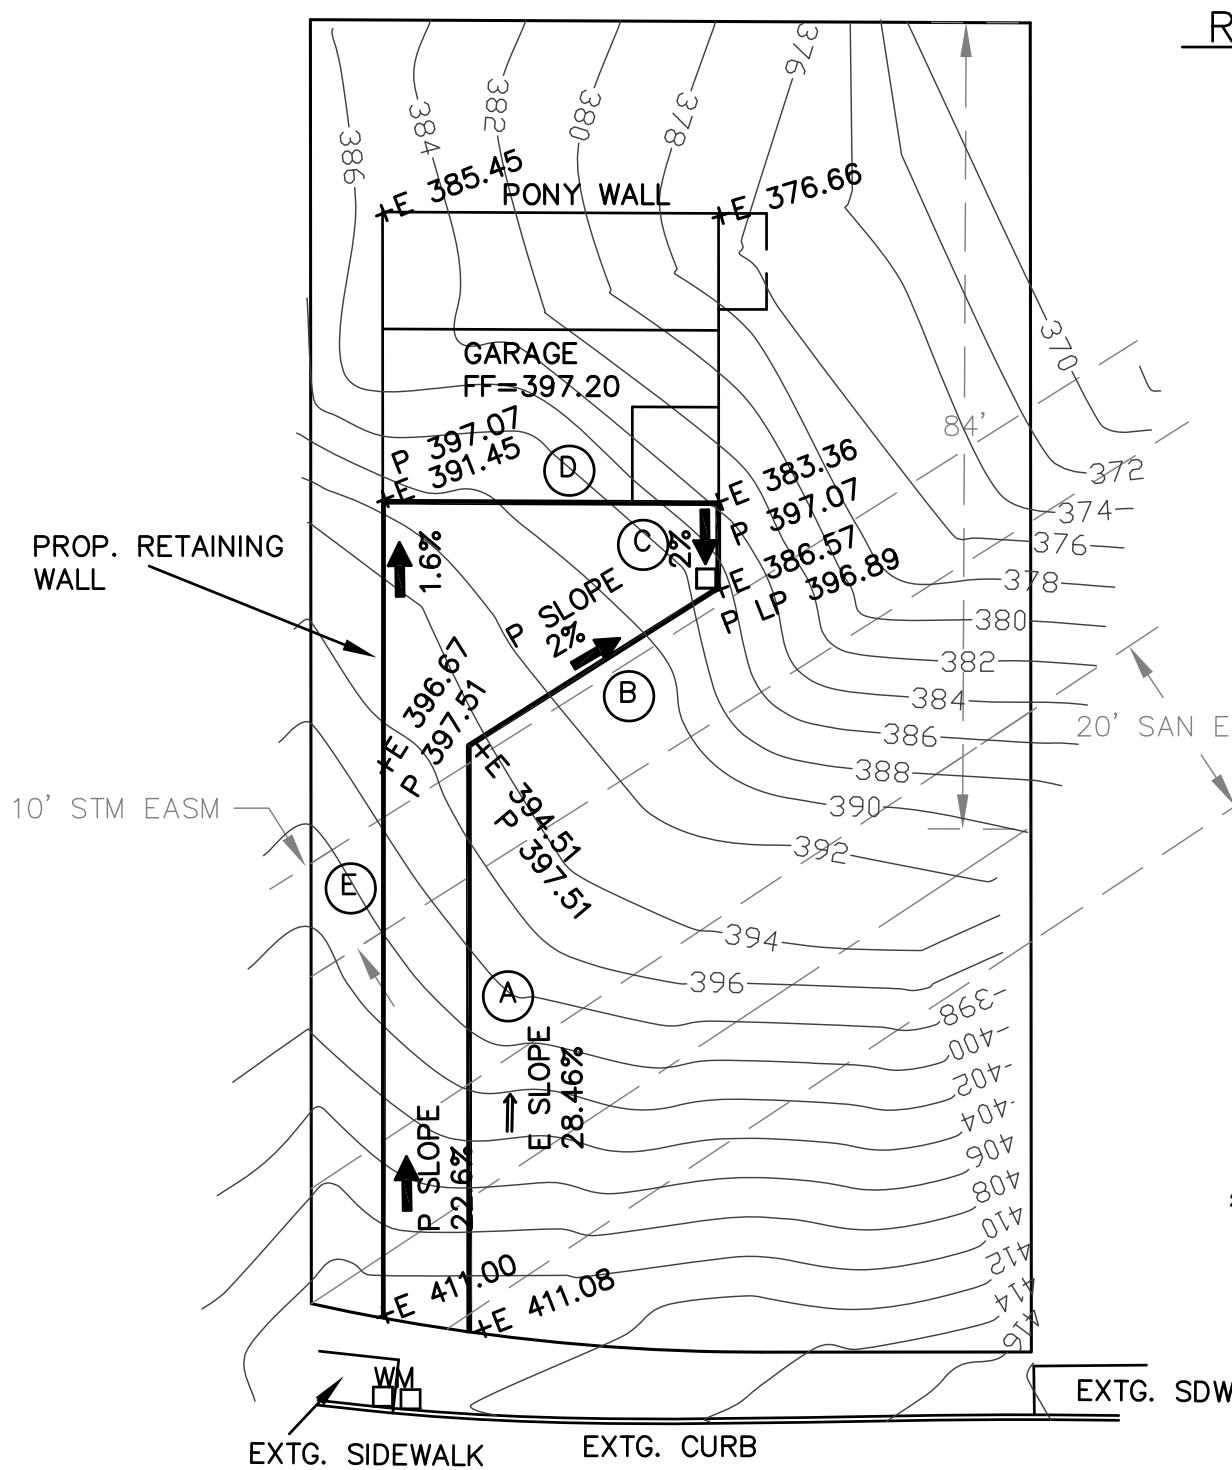 R
376
378
380
382
384
386
E 385.45
PONY WALL
E 376.66
GARAGE
FF=397.20
370
84'
P 397.07
E 391.45
D
E 383.36
P 397.07
372
374
376
378
380
382
384
386
388
390
392
394
396
398
400
402
404
406
408
410
412
414
416
PROP. RETAINING
WALL
1.6%
C
2%
E 386.57
P LP 396.89
P SLOPE
2%
B
E 396.67
P 397.51
20' SAN E
10' STM EASM
E 394.51
P 397.51
E
A
E SLOPE
28.46%
P SLOPE
22.6%
E 411.00
E 411.08
WM
EXTG. SDW
EXTG. SIDEWALK
EXTG. CURB